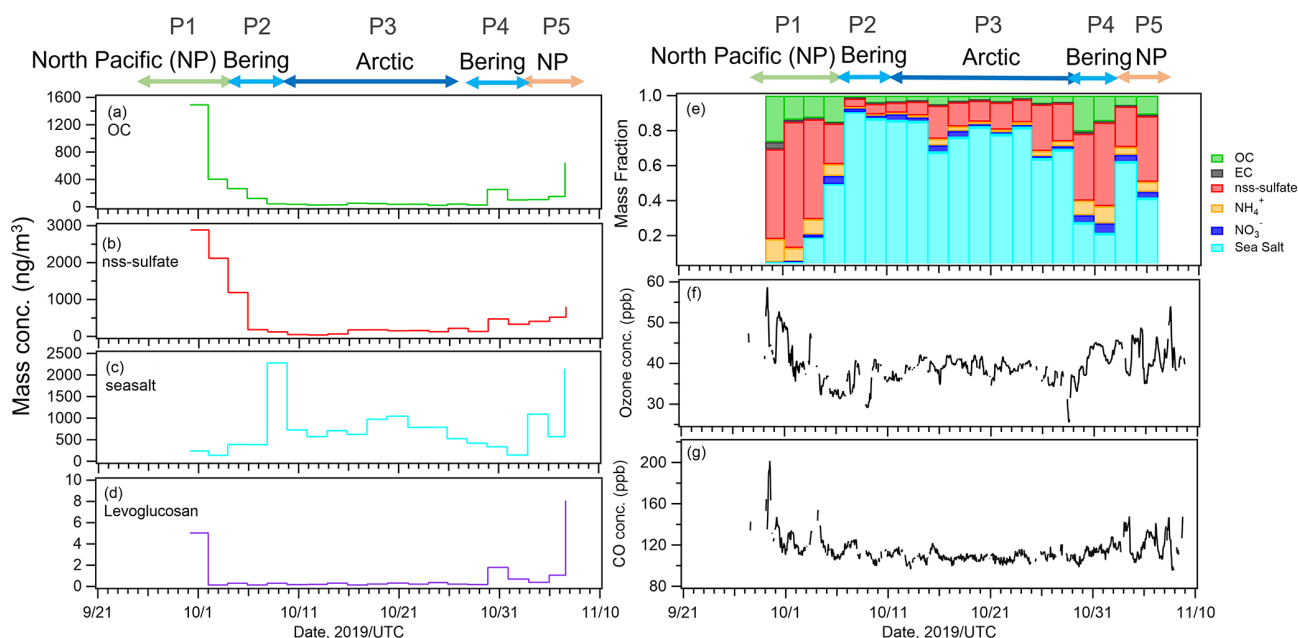 P1 P2 P3 P4 P5
North Pacific (NP) Bering Arctic Bering NP
Mass conc. (ng/m³)
(a)
OC
1600
1200
800
400
0
(b)
nss-sulfate
3000
2000
1000
0
(c)
seasalt
2500
2000
1500
1000
500
0
(d)
Levoglucosan
10
8
6
4
2
0
9/21 10/1 10/11 10/21 10/31 11/10
Date, 2019/UTC
P1 P2 P3 P4 P5
North Pacific (NP) Bering Arctic Bering NP
(e)
Mass Fraction
1.0
0.8
0.6
0.4
0.2
OC
EC
nss-sulfate
NH₄⁺
NO₃⁻
Sea Salt
(f)
Ozone conc. (ppb)
60
50
40
30
(g)
CO conc. (ppb)
200
160
120
80
9/21 10/1 10/11 10/21 10/31 11/10
Date, 2019/UTC